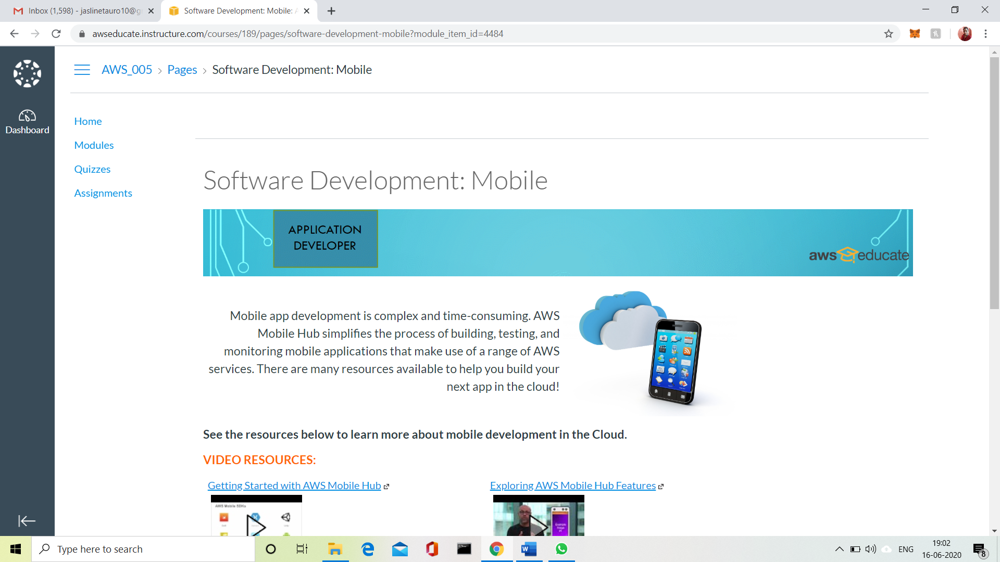 Inbox (1,598) - jaslinetauro10@g
Software Development: Mobile:
awseducate.instructure.com/courses/189/pages/software-development-mobile?module_item_id=4484
AWS_005 › Pages › Software Development: Mobile
Dashboard
Home
Modules
Quizzes
Assignments
Software Development: Mobile
APPLICATION
DEVELOPER
aws educate
Mobile app development is complex and time-consuming. AWS
Mobile Hub simplifies the process of building, testing, and
monitoring mobile applications that make use of a range of AWS
services. There are many resources available to help you build your
next app in the cloud!
See the resources below to learn more about mobile development in the Cloud.
VIDEO RESOURCES:
Getting Started with AWS Mobile Hub
Exploring AWS Mobile Hub Features
AWS Mobile SDKs
Example
Type here to search
ENG
19:02
16-06-2020
8